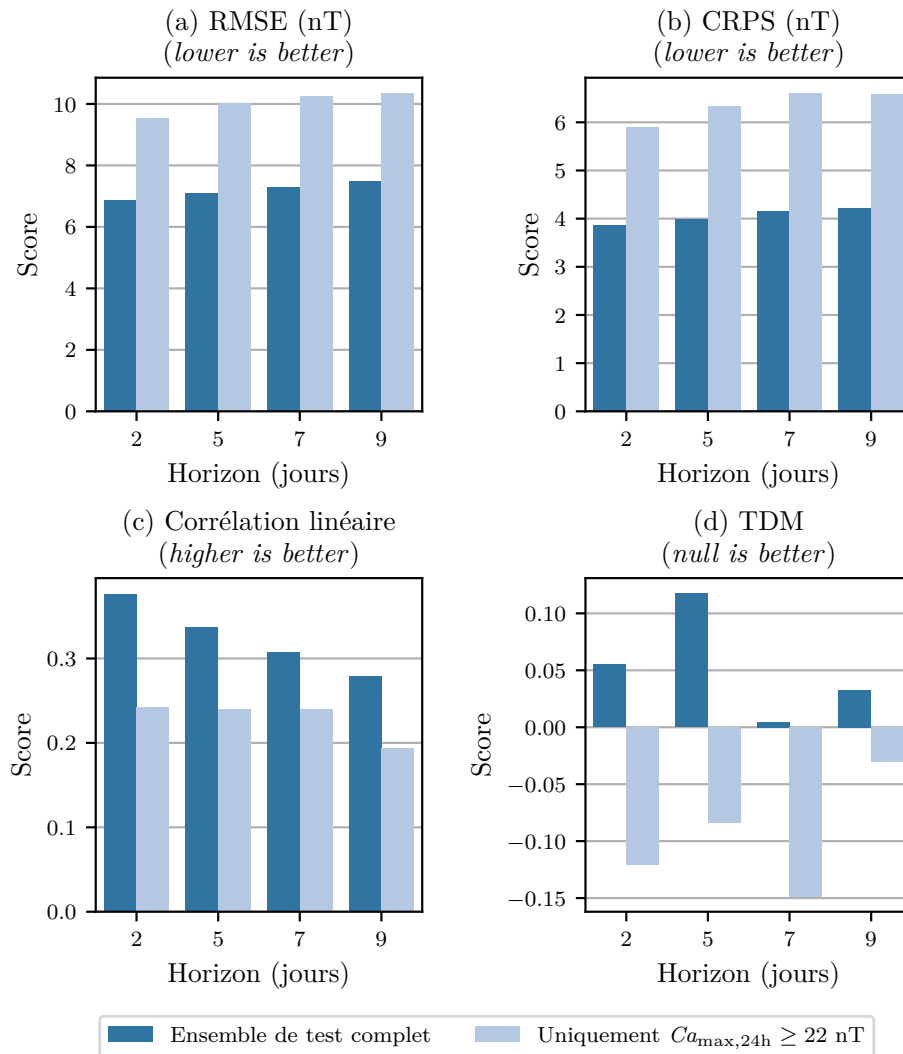 (a) RMSE (nT)
(lower is better)
10
8
6
4
2
0
Score
2 5 7 9
Horizon (jours)
(b) CRPS (nT)
(lower is better)
6
5
4
3
2
1
0
Score
2 5 7 9
Horizon (jours)
(c) Corrélation linéaire
(higher is better)
0.3
0.2
0.1
0.0
Score
2 5 7 9
Horizon (jours)
(d) TDM
(null is better)
0.10
0.05
0.00
−0.05
−0.10
−0.15
Score
2 5 7 9
Horizon (jours)
Ensemble de test complet
Uniquement Ca_max,24h ≥ 22 nT